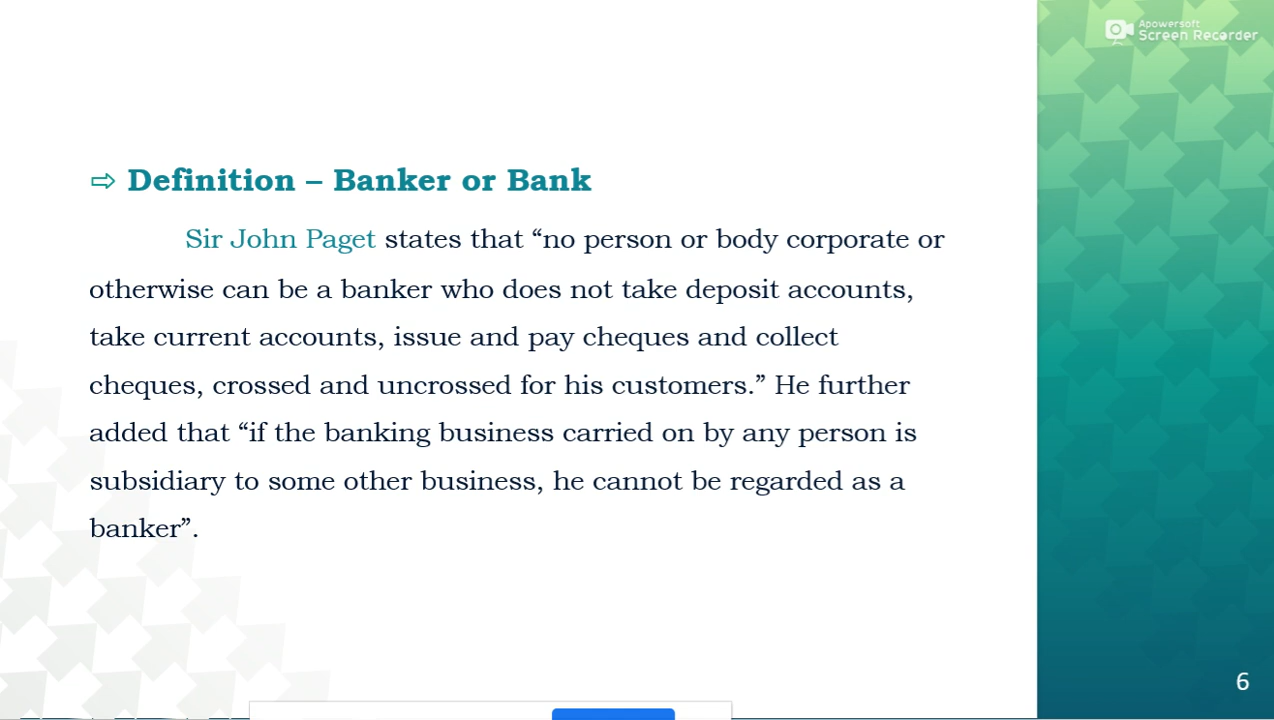 Apowersoft
Screen Recorder
⇨ Definition – Banker or Bank
Sir John Paget states that “no person or body corporate or
otherwise can be a banker who does not take deposit accounts,
take current accounts, issue and pay cheques and collect
cheques, crossed and uncrossed for his customers.” He further
added that “if the banking business carried on by any person is
subsidiary to some other business, he cannot be regarded as a
banker”.
6